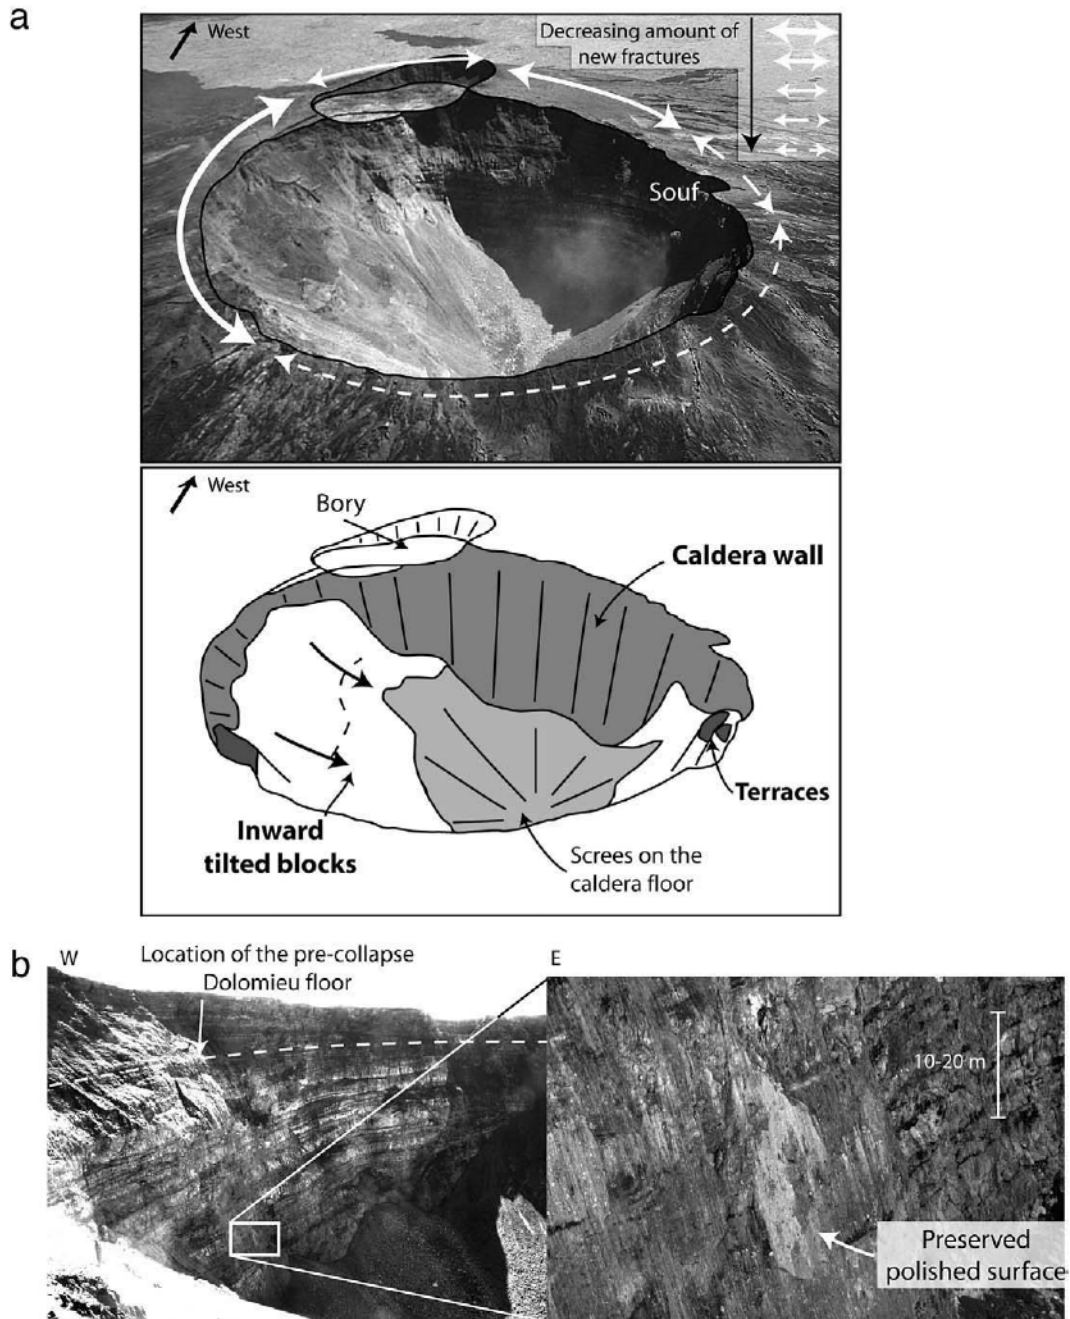 a
West
Decreasing amount of
new fractures
Souf
West
Bory
Caldera wall
Inward
tilted blocks
Terraces
Screes on the
caldera floor
b
W
Location of the pre-collapse
Dolomieu floor
E
10-20 m
Preserved
polished surface